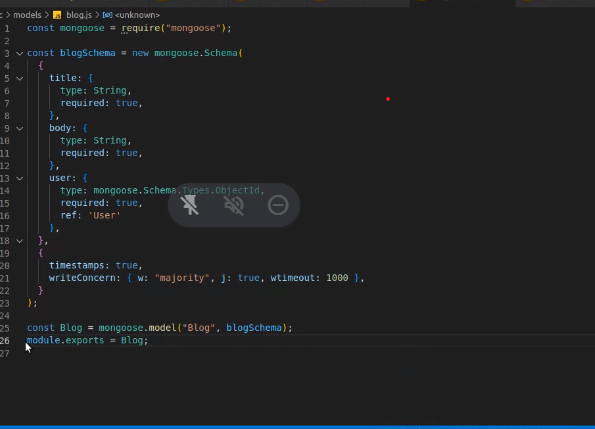 c > models > blog.js > <unknown>
1 const mongoose = require("mongoose");
2
3 const blogSchema = new mongoose.Schema(
4 {
5 title: {
6 type: String,
7 required: true,
8 },
9 body: {
10 type: String,
11 required: true,
12 },
13 user: {
14 type: mongoose.Schema.Types.ObjectId,
15 required: true,
16 ref: 'User'
17 },
18 },
19 {
20 timestamps: true,
21 writeConcern: { w: "majority", j: true, wtimeout: 1000 },
22 }
23 );
24
25 const Blog = mongoose.model("Blog", blogSchema);
26 module.exports = Blog;
27